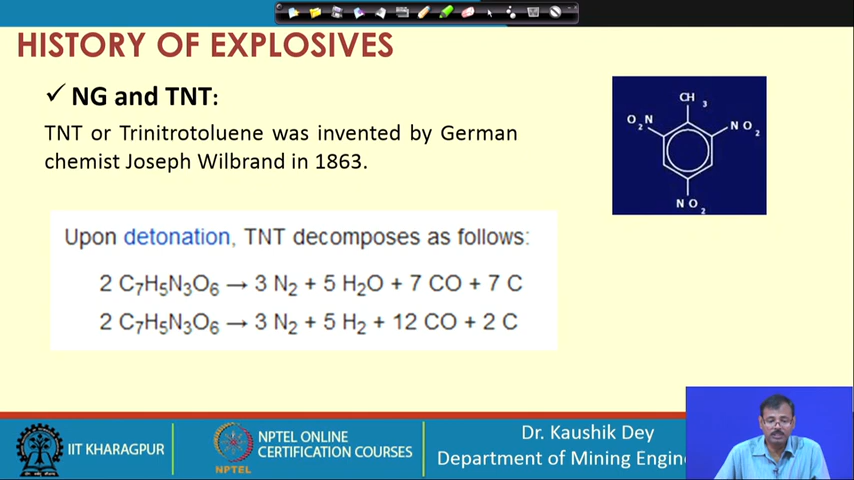 HISTORY OF EXPLOSIVES
✓ NG and TNT:
TNT or Trinitrotoluene was invented by German
chemist Joseph Wilbrand in 1863.
CH₃
O₂N
NO₂
NO₂
Upon detonation, TNT decomposes as follows:
2 C₇H₅N₃O₆ → 3 N₂ + 5 H₂O + 7 CO + 7 C
2 C₇H₅N₃O₆ → 3 N₂ + 5 H₂ + 12 CO + 2 C
IIT KHARAGPUR
NPTEL
NPTEL ONLINE
CERTIFICATION COURSES
Dr. Kaushik Dey
Department of Mining Engine